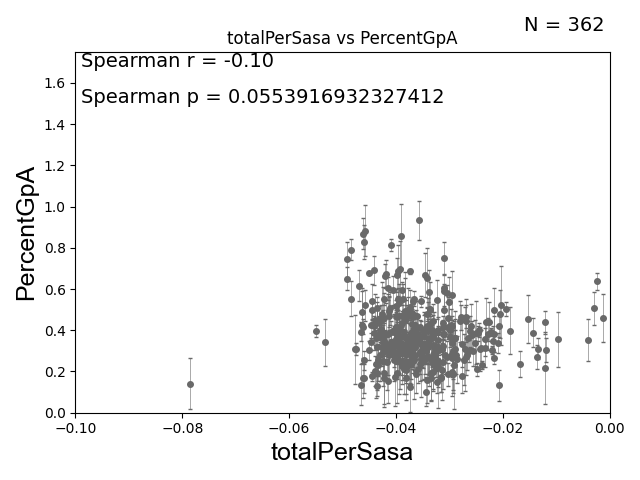 N = 362
totalPerSasa vs PercentGpA
Spearman r = -0.10
Spearman p = 0.0553916932327412
PercentGpA
1.6
1.4
1.2
1.0
0.8
0.6
0.4
0.2
0.0
−0.10 −0.08 −0.06 −0.04 −0.02 0.00
totalPerSasa